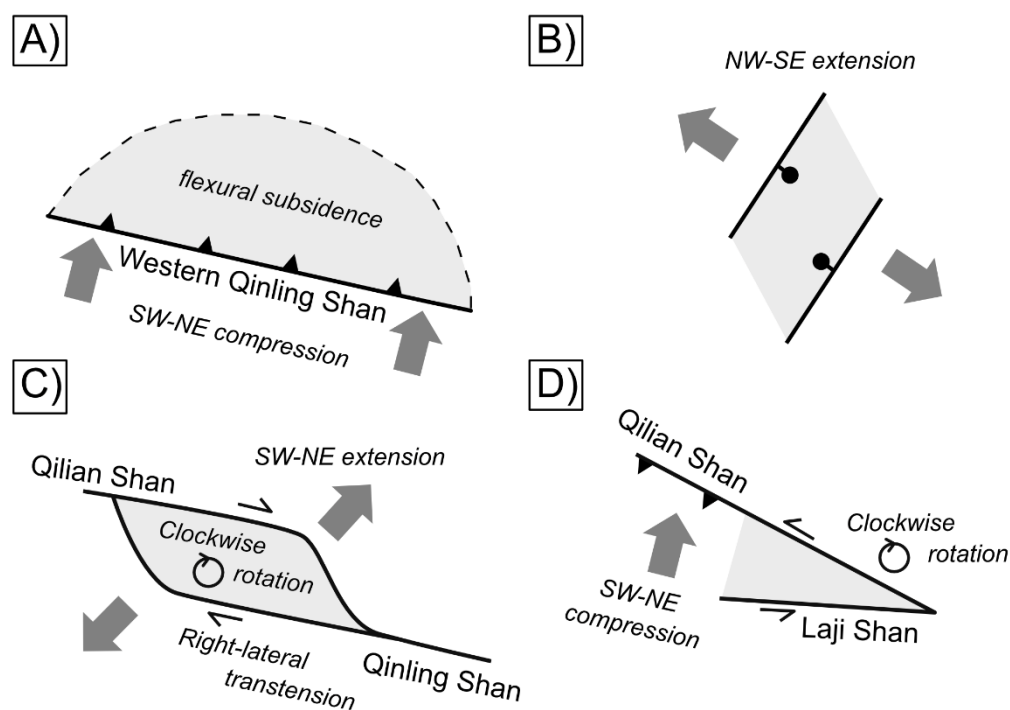 A)
flexural subsidence
Western Qinling Shan
SW-NE compression
B)
NW-SE extension
C)
Qilian Shan
SW-NE extension
Clockwise
rotation
Right-lateral
transtension
Qinling Shan
D)
Qilian Shan
Clockwise
rotation
SW-NE
compression
Laji Shan